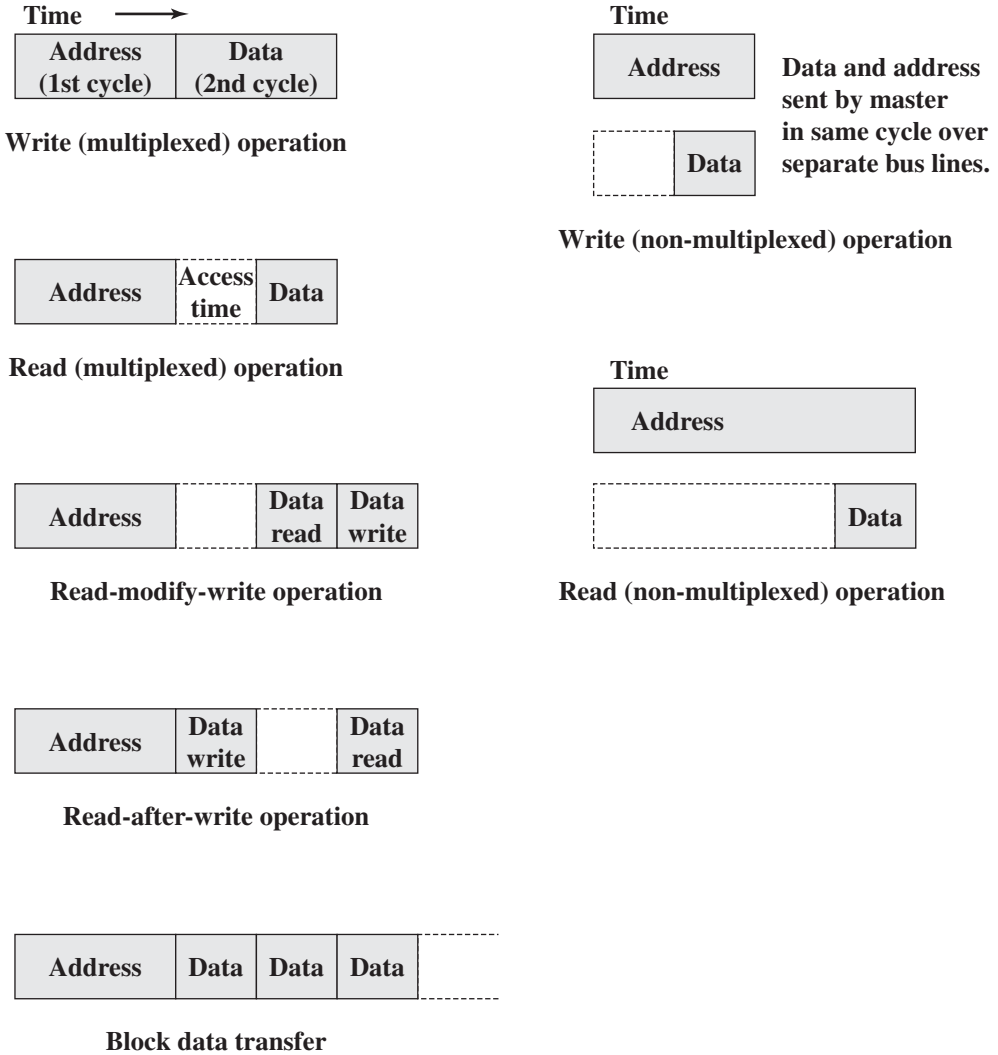 Time
Address
(1st cycle)
Data
(2nd cycle)
Write (multiplexed) operation
Address
Access
time
Data
Read (multiplexed) operation
Address
Data
read
Data
write
Read-modify-write operation
Address
Data
write
Data
read
Read-after-write operation
Address
Data
Data
Data
Block data transfer
Time
Address
Data
Data and address
sent by master
in same cycle over
separate bus lines.
Write (non-multiplexed) operation
Time
Address
Data
Read (non-multiplexed) operation